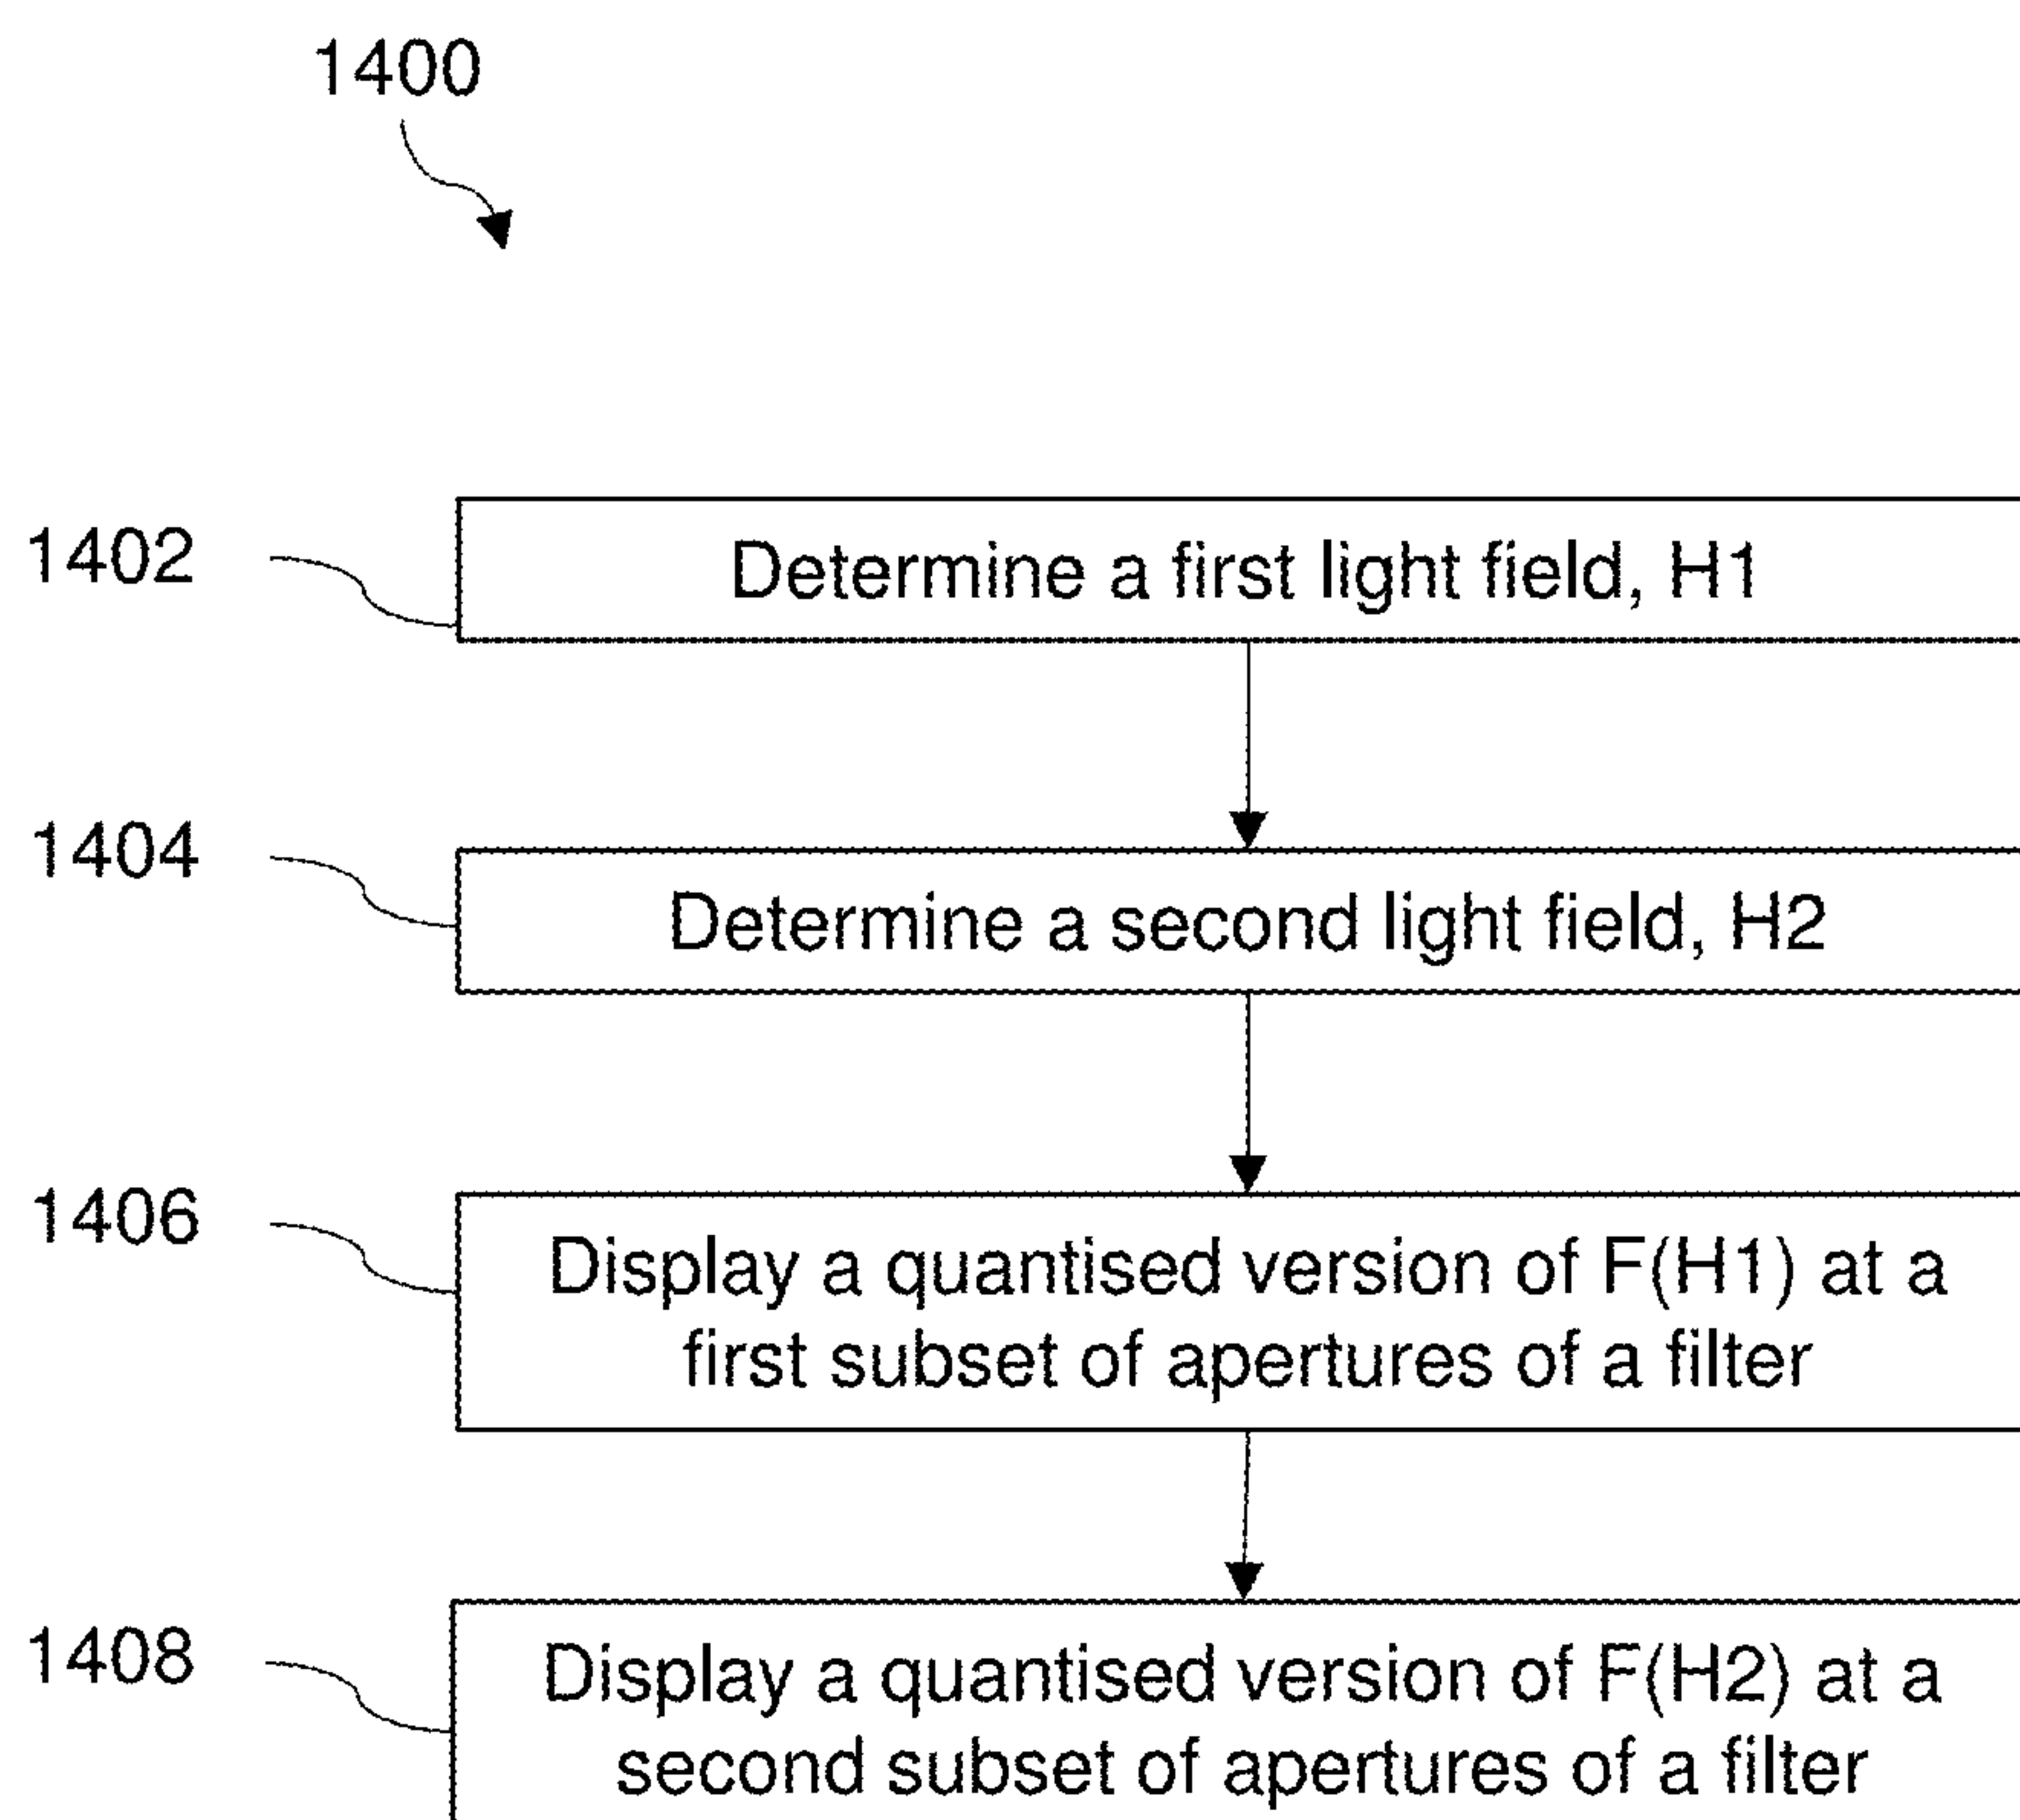 1400
1402
Determine a first light field, H1
1404
Determine a second light field, H2
1406
Display a quantised version of F(H1) at a
first subset of apertures of a filter
1408
Display a quantised version of F(H2) at a
second subset of apertures of a filter